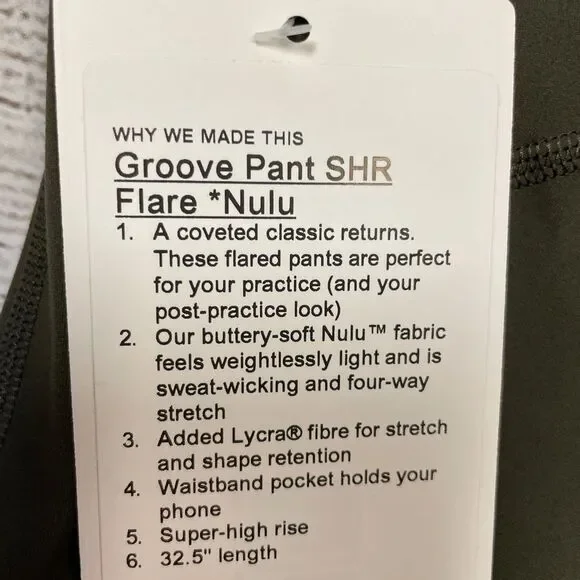 WHY WE MADE THIS
Groove Pant SHR
Flare *Nulu
1. A coveted classic returns.
These flared pants are perfect
for your practice (and your
post-practice look)
2. Our buttery-soft Nulu™ fabric
feels weightlessly light and is
sweat-wicking and four-way
stretch
3. Added Lycra® fibre for stretch
and shape retention
4. Waistband pocket holds your
phone
5. Super-high rise
6. 32.5" length